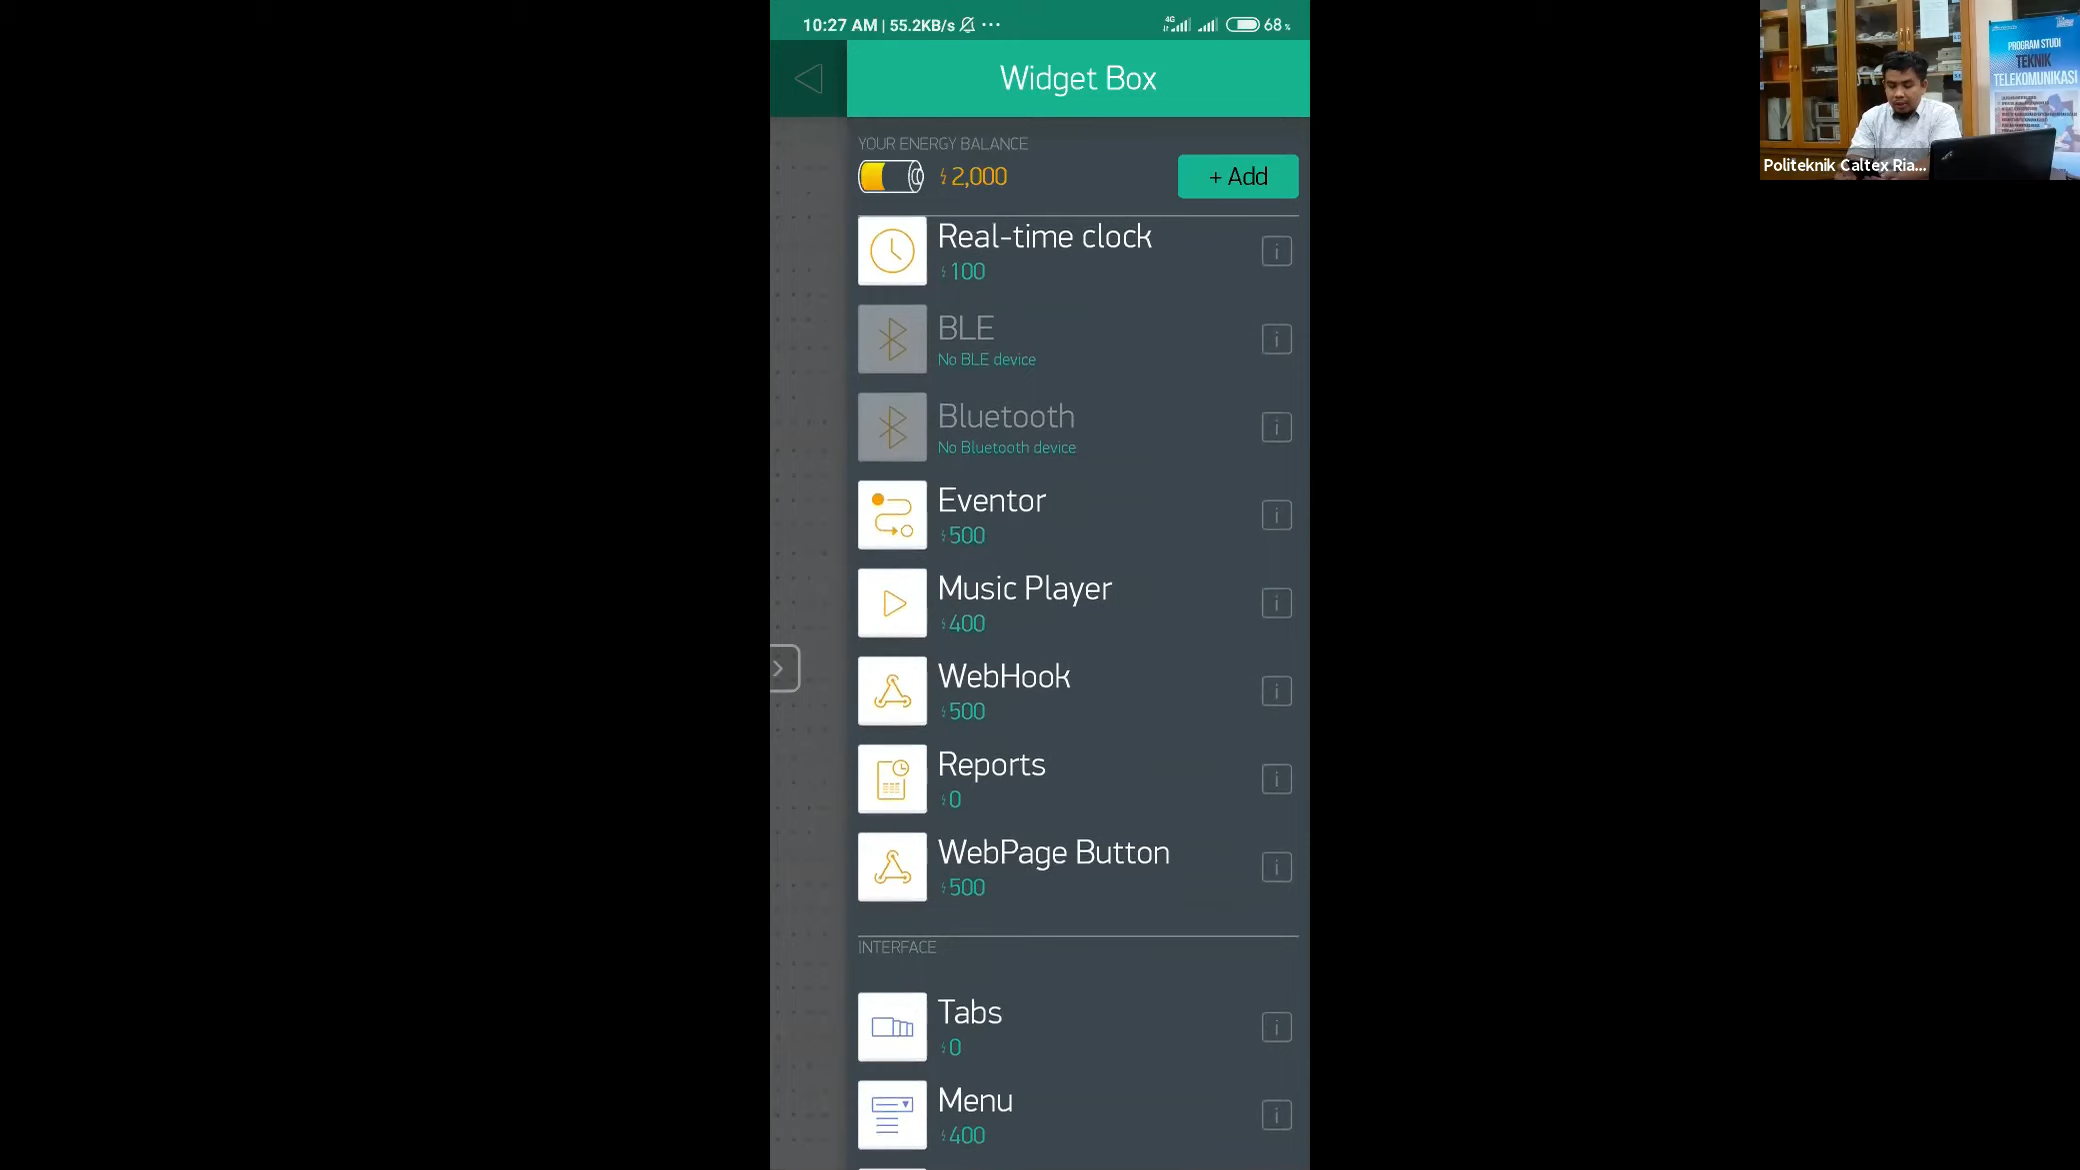 10:27 AM | 55.2KB/s ···
4G 68%
Widget Box
YOUR ENERGY BALANCE
2,000
+ Add
Real-time clock
100
BLE
No BLE device
Bluetooth
No Bluetooth device
Eventor
500
Music Player
400
WebHook
500
Reports
0
WebPage Button
500
INTERFACE
Tabs
0
Menu
400
PROGRAM STUDI
TEKNIK
TELEKOMUNIKASI
Politeknik Caltex Ria...